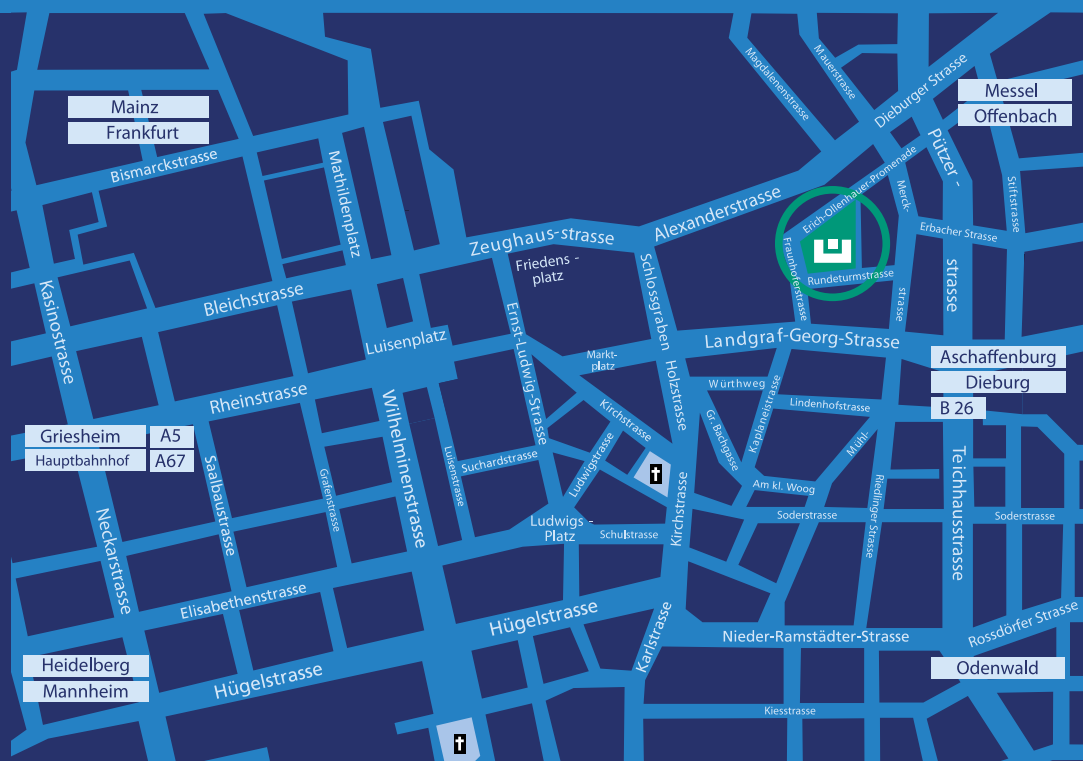 Mainz
Frankfurt
Bismarckstrasse
Mathildenplatz
Magdalenenstrasse
Mauerstrasse
Dieburger Strasse
Messel
Offenbach
Pützer -
strasse
Stiftstrasse
Erich-Ollenhauer-Promenade
Merck-
strasse
Erbacher Strasse
Alexanderstrasse
Zeughaus-strasse
Friedens -
platz
Schlossgraben
Fraunhoferstrasse
Rundeturmstrasse
Kasinostrasse
Bleichstrasse
Luisenplatz
Ernst-Ludwig-Strasse
Markt-
platz
Holzstrasse
Landgraf-Georg-Strasse
Aschaffenburg
Dieburg
B 26
Rheinstrasse
Wilhelminenstrasse
Kirchstrasse
Würthweg
Gr. Bachgasse
Kaplaneistrasse
Lindenhofstrasse
Mühl-
Griesheim
A5
Hauptbahnhof
A67
Saalbaustrasse
Grafenstrasse
Luisenstrasse
Suchardstrasse
Ludwigstrasse
Am kl. Woog
Riedlinger Strasse
Teichhausstrasse
Neckarstrasse
Ludwigs -
Platz
Schulstrasse
Kirchstrasse
Soderstrasse
Soderstrasse
Elisabethenstrasse
Hügelstrasse
Karlstrasse
Nieder-Ramstädter-Strasse
Rossdörfer Strasse
Heidelberg
Mannheim
Hügelstrasse
Odenwald
Kiesstrasse